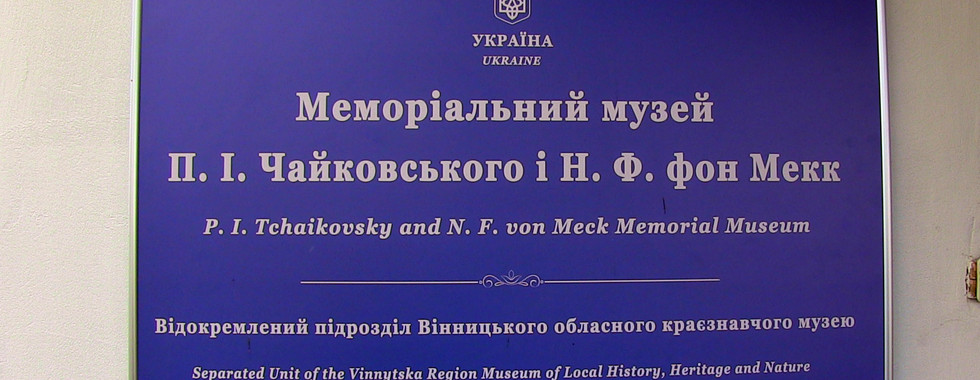 УКРАЇНА
UKRAINE
Меморіальний музей
П. І. Чайковського і Н. Ф. фон Мекк
P. I. Tchaikovsky and N. F. von Meck Memorial Museum
Відокремлений підрозділ Вінницького обласного краєзнавчого музею
Separated Unit of the Vinnytska Region Museum of Local History, Heritage and Nature